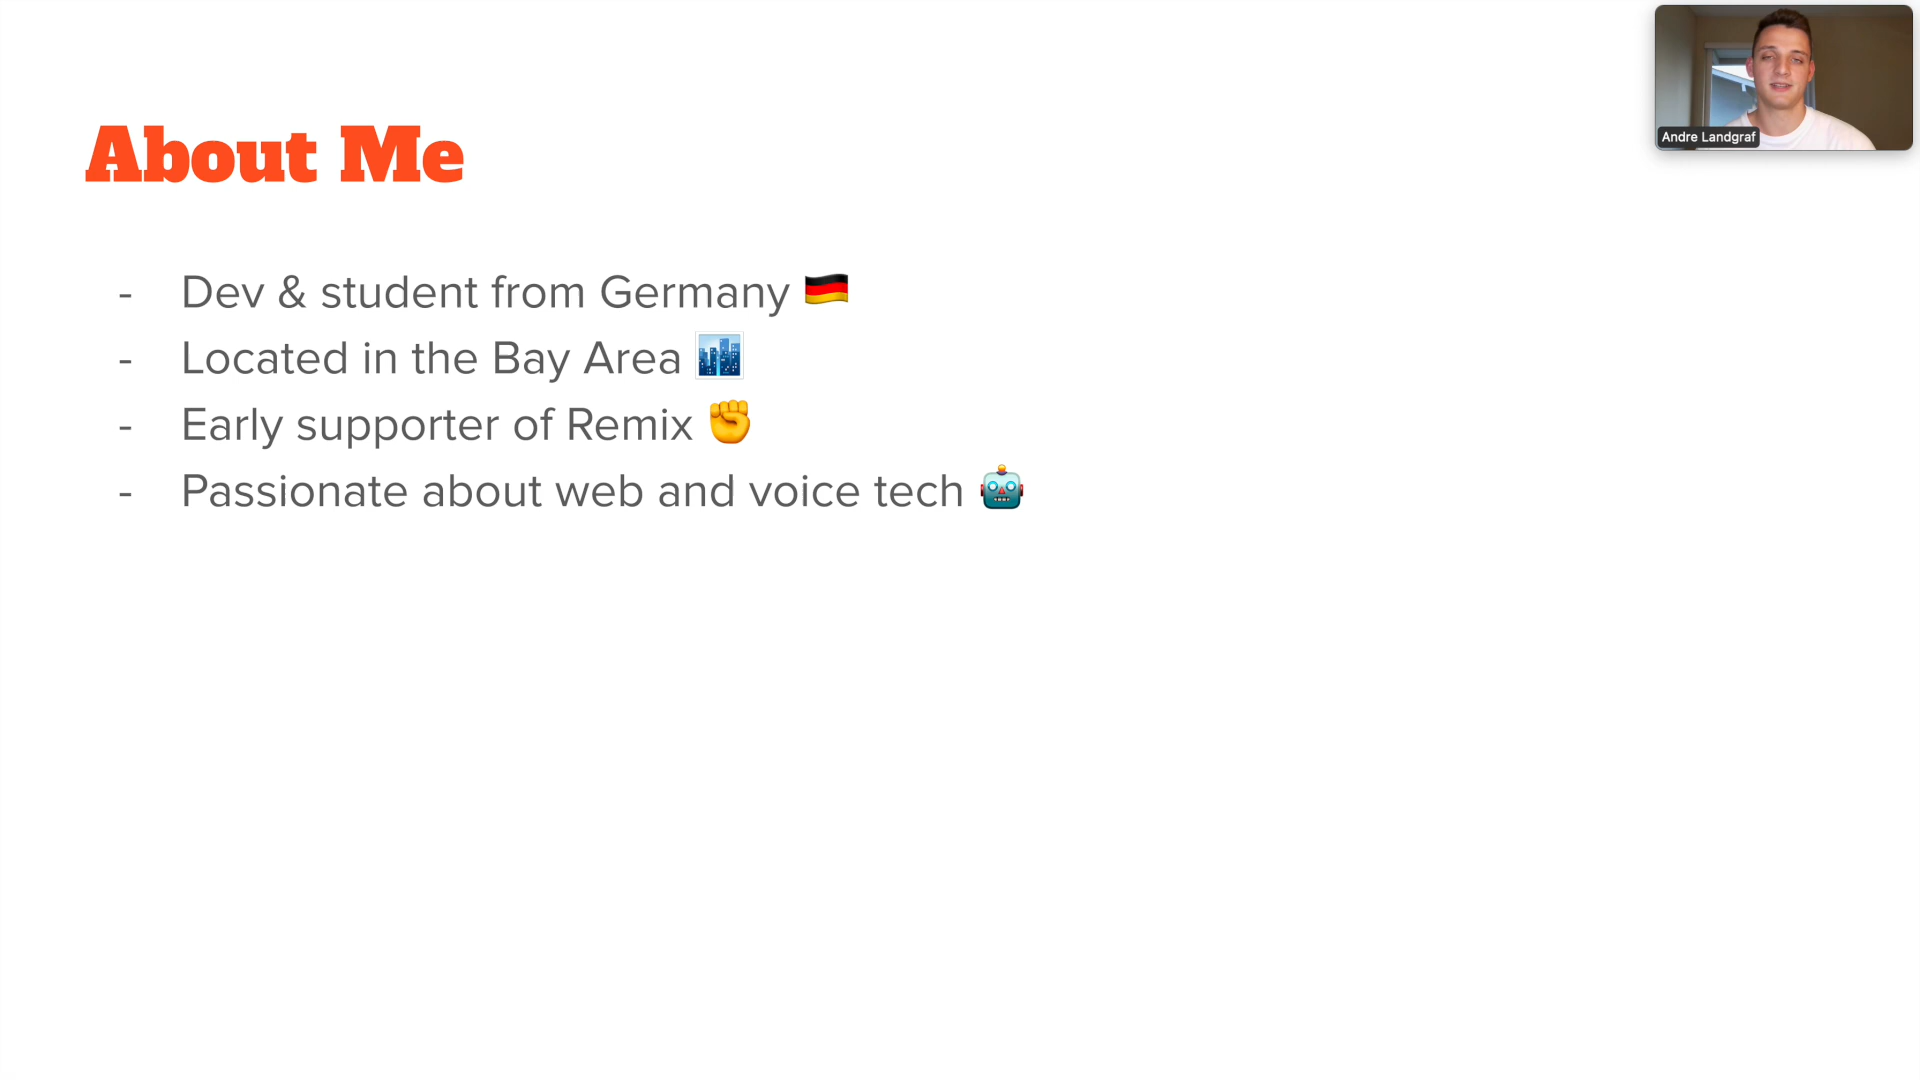 About Me
- Dev & student from Germany 🇩🇪
- Located in the Bay Area 🏙️
- Early supporter of Remix ✊
- Passionate about web and voice tech 🤖
Andre Landgraf